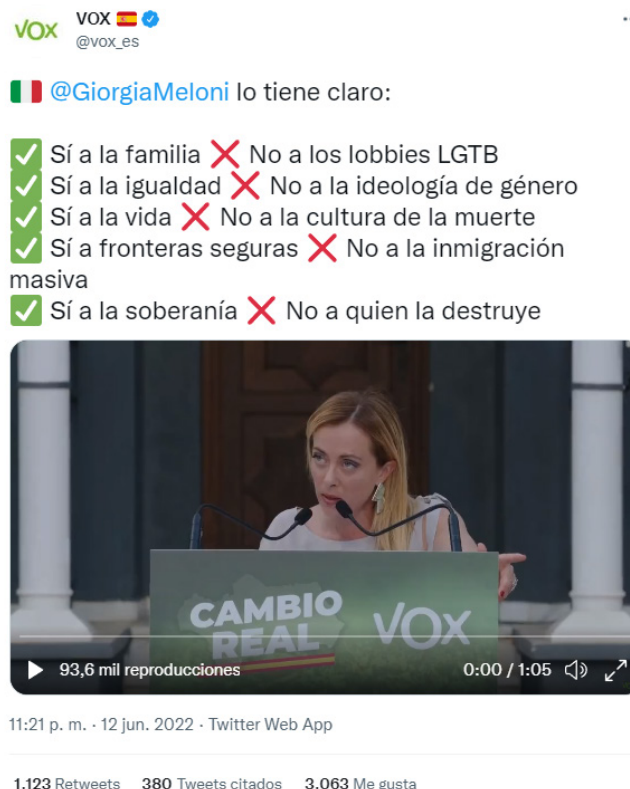 VOX
VOX
@vox_es
@GiorgiaMeloni lo tiene claro:
Sí a la familia ❌ No a los lobbies LGTB
Sí a la igualdad ❌ No a la ideología de género
Sí a la vida ❌ No a la cultura de la muerte
Sí a fronteras seguras ❌ No a la inmigración
masiva
Sí a la soberanía ❌ No a quien la destruye
CAMBIO
REAL
VOX
93,6 mil reproducciones
0:00 / 1:05
11:21 p. m. · 12 jun. 2022 · Twitter Web App
1.123 Retweets 380 Tweets citados 3.063 Me gusta